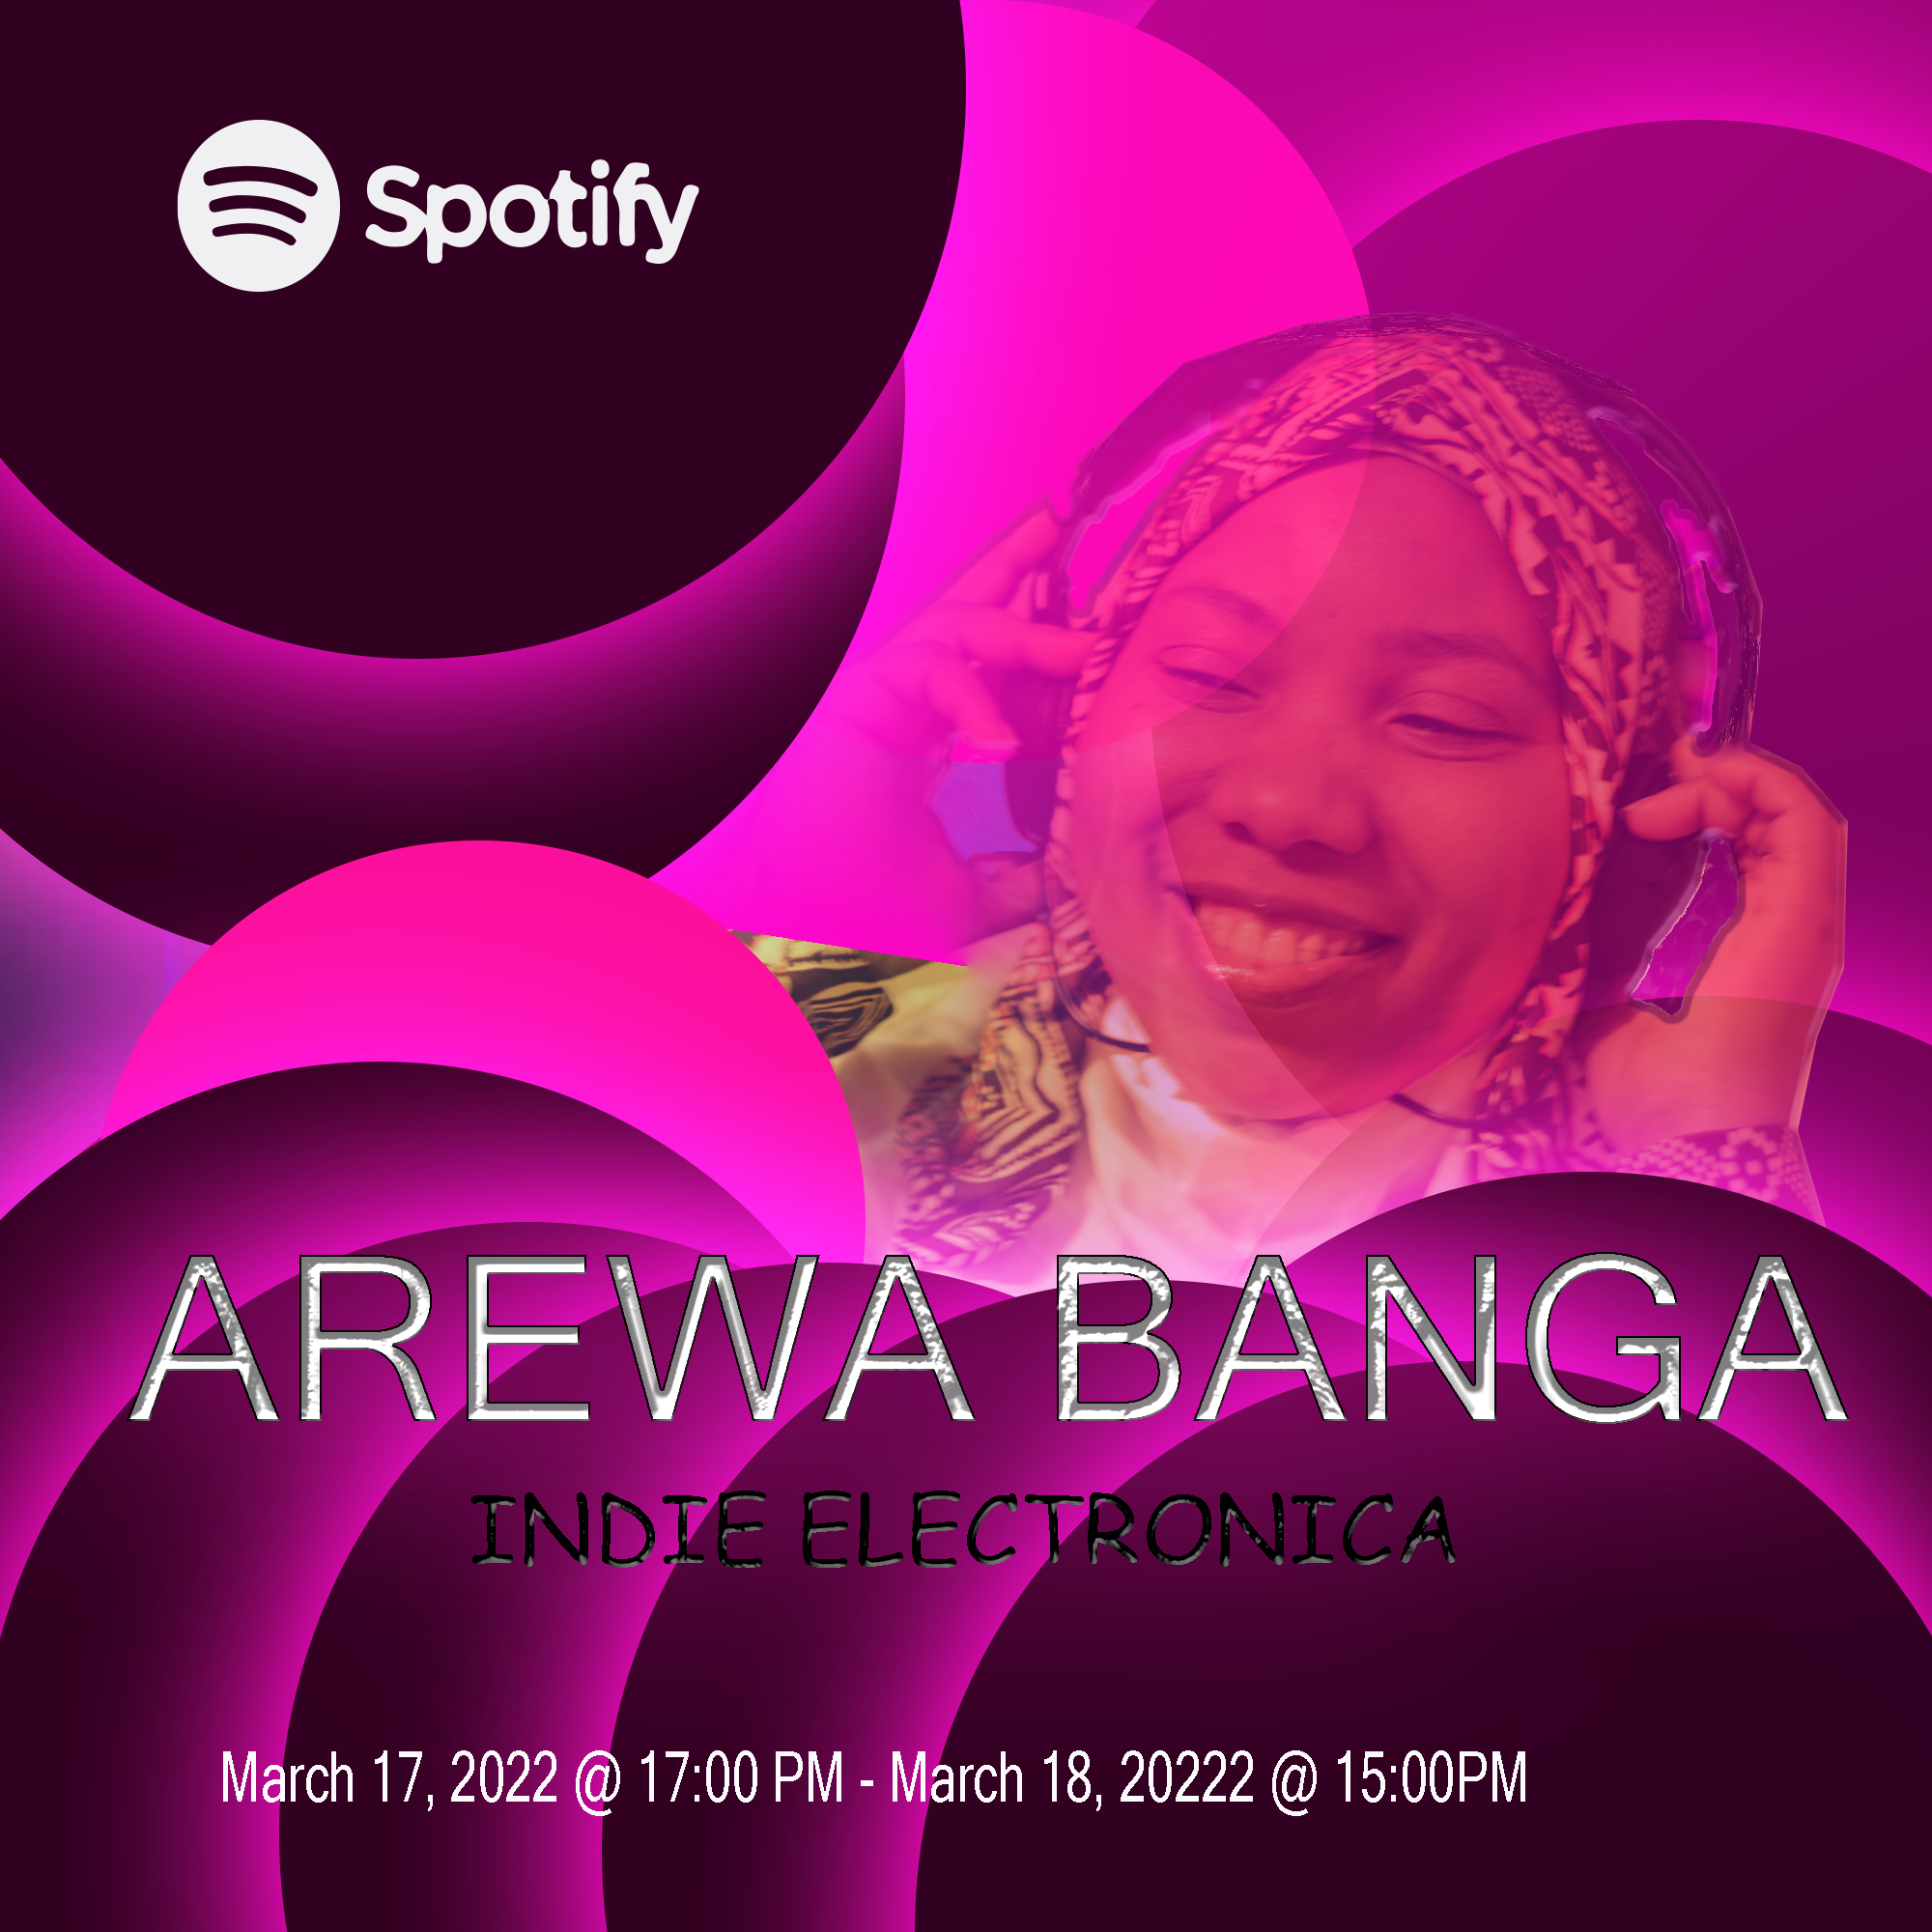 Spotify
AREWA BANGA
INDIE ELECTRONICA
March 17, 2022 @ 17:00 PM - March 18, 20222 @ 15:00PM